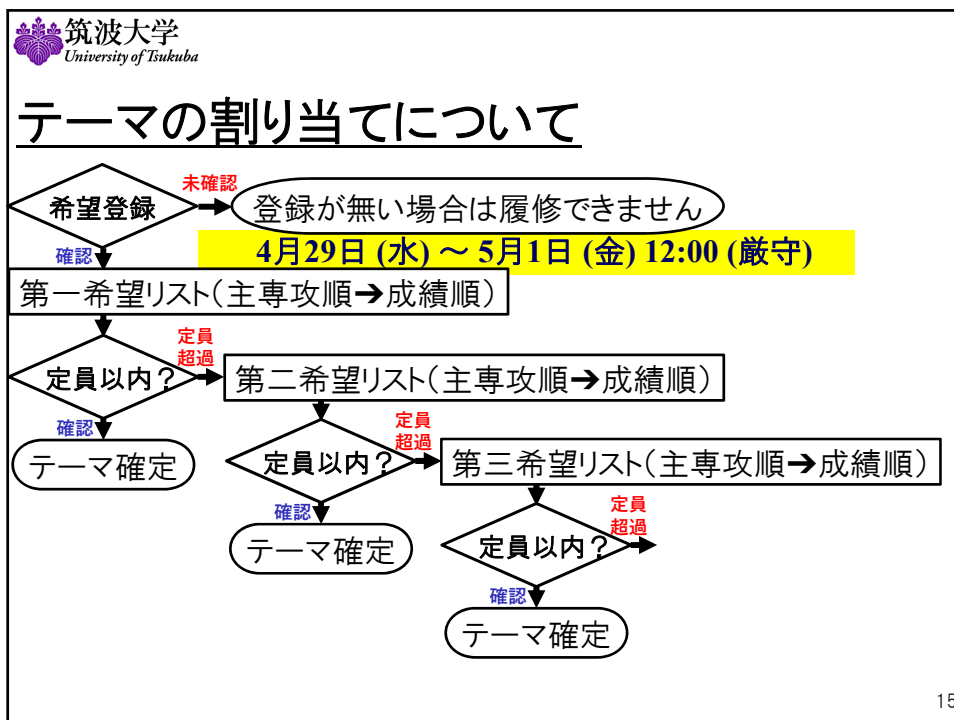 筑波大学
University of Tsukuba
テーマの割り当てについて
希望登録
未確認
登録が無い場合は履修できません
4月29日 (水) ～ 5月1日 (金) 12:00 (厳守)
確認
第一希望リスト（主専攻順➔成績順）
定員以内？
定員
超過
第二希望リスト（主専攻順➔成績順）
確認
テーマ確定
定員以内？
定員
超過
第三希望リスト（主専攻順➔成績順）
確認
テーマ確定
定員以内？
定員
超過
確認
テーマ確定
15